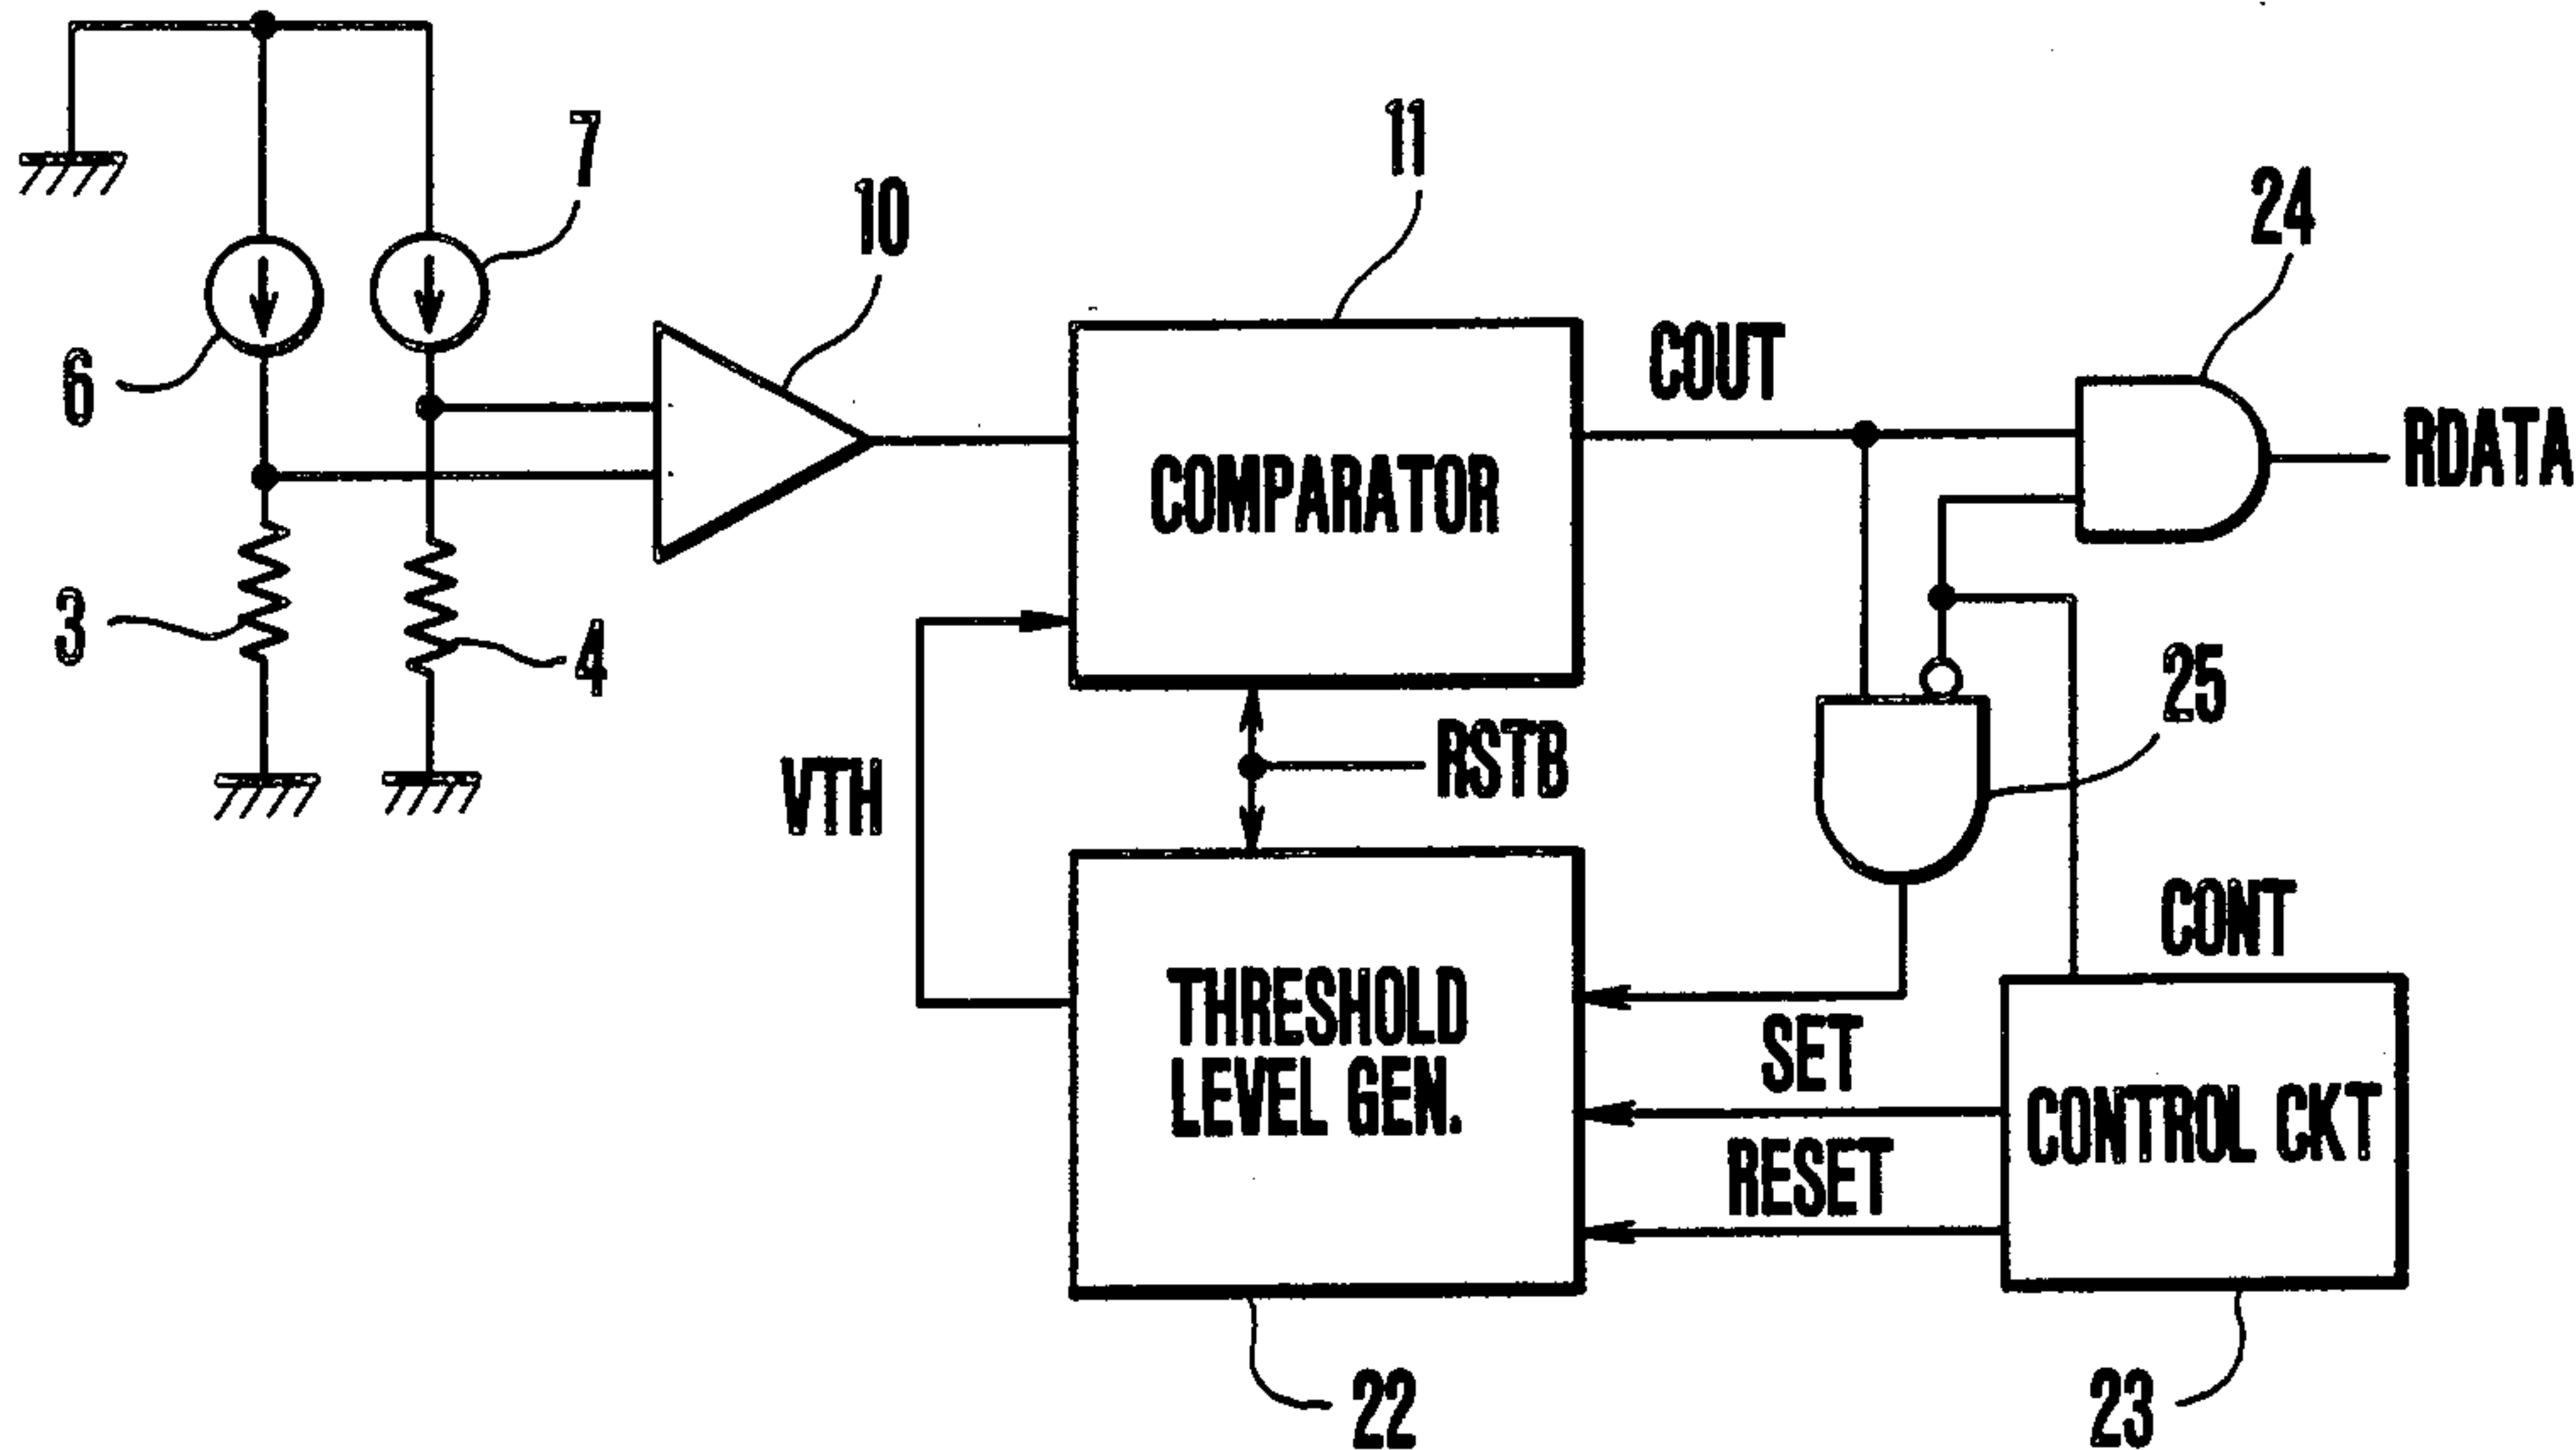 7
10
11
24
6
COUT
RDATA
COMPARATOR
3
4
25
VTH
RSTB
CONT
THRESHOLD
LEVEL GEN.
SET
CONTROL CKT
RESET
22
23